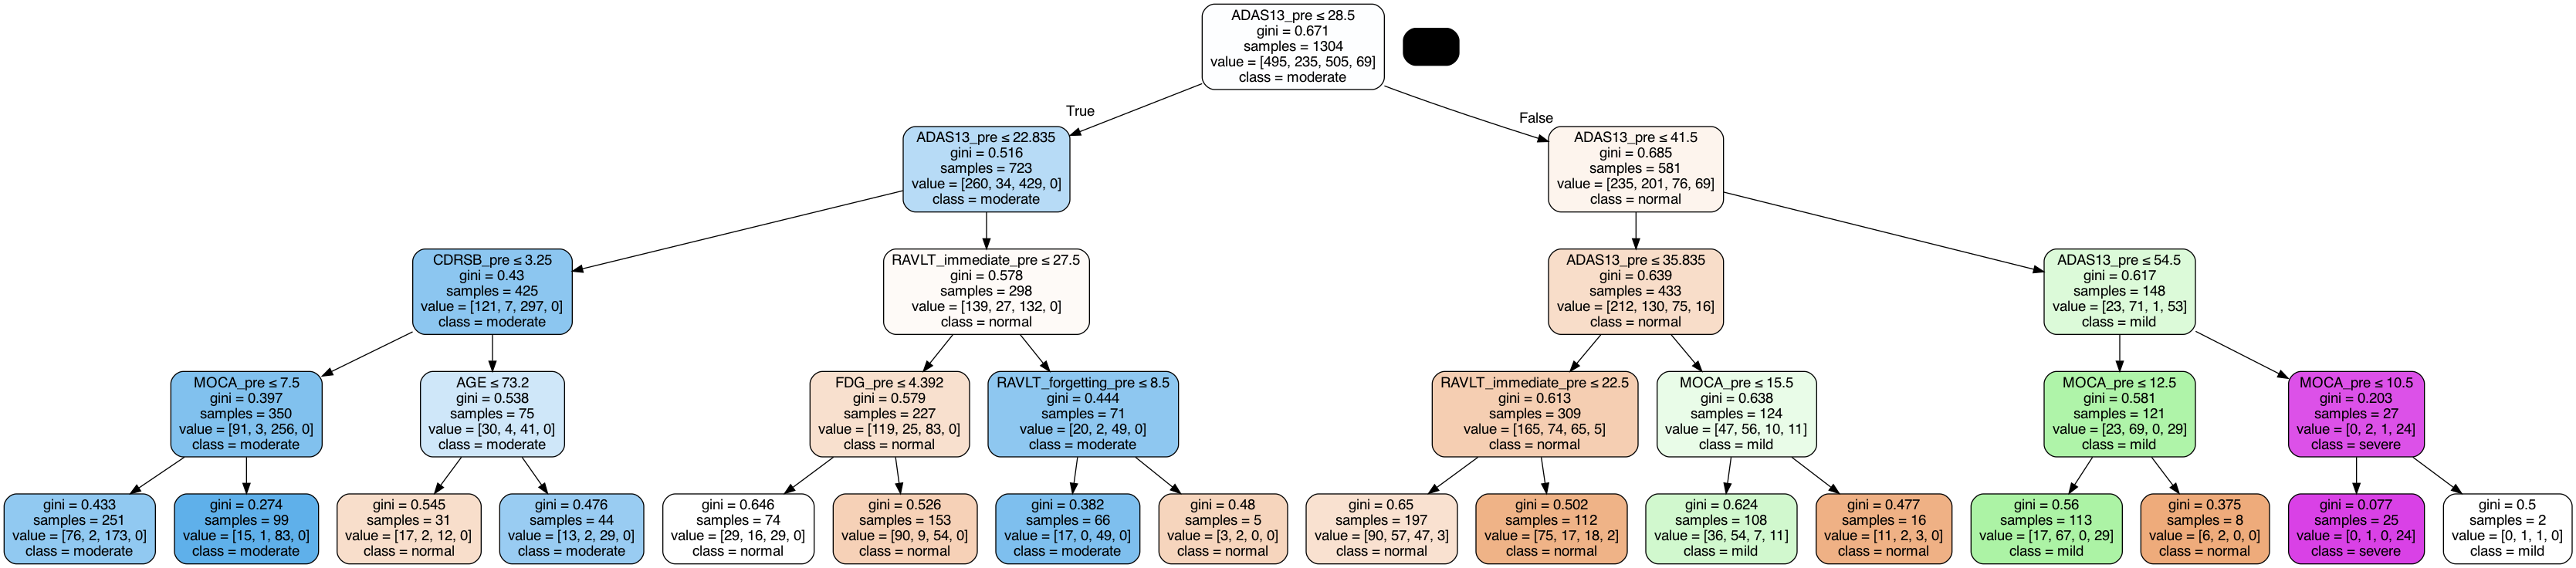 ADAS13_pre ≤ 28.5
gini = 0.671
samples = 1304
value = [495, 235, 505, 69]
class = moderate
True
False
ADAS13_pre ≤ 22.835
gini = 0.516
samples = 723
value = [260, 34, 429, 0]
class = moderate
ADAS13_pre ≤ 41.5
gini = 0.685
samples = 581
value = [235, 201, 76, 69]
class = normal
CDRSB_pre ≤ 3.25
gini = 0.43
samples = 425
value = [121, 7, 297, 0]
class = moderate
RAVLT_immediate_pre ≤ 27.5
gini = 0.578
samples = 298
value = [139, 27, 132, 0]
class = normal
ADAS13_pre ≤ 35.835
gini = 0.639
samples = 433
value = [212, 130, 75, 16]
class = normal
ADAS13_pre ≤ 54.5
gini = 0.617
samples = 148
value = [23, 71, 1, 53]
class = mild
MOCA_pre ≤ 7.5
gini = 0.397
samples = 350
value = [91, 3, 256, 0]
class = moderate
AGE ≤ 73.2
gini = 0.538
samples = 75
value = [30, 4, 41, 0]
class = moderate
FDG_pre ≤ 4.392
gini = 0.579
samples = 227
value = [119, 25, 83, 0]
class = normal
RAVLT_forgetting_pre ≤ 8.5
gini = 0.444
samples = 71
value = [20, 2, 49, 0]
class = moderate
RAVLT_immediate_pre ≤ 22.5
gini = 0.613
samples = 309
value = [165, 74, 65, 5]
class = normal
MOCA_pre ≤ 15.5
gini = 0.638
samples = 124
value = [47, 56, 10, 11]
class = mild
MOCA_pre ≤ 12.5
gini = 0.581
samples = 121
value = [23, 69, 0, 29]
class = mild
MOCA_pre ≤ 10.5
gini = 0.203
samples = 27
value = [0, 2, 1, 24]
class = severe
gini = 0.433
samples = 251
value = [76, 2, 173, 0]
class = moderate
gini = 0.274
samples = 99
value = [15, 1, 83, 0]
class = moderate
gini = 0.545
samples = 31
value = [17, 2, 12, 0]
class = normal
gini = 0.476
samples = 44
value = [13, 2, 29, 0]
class = moderate
gini = 0.646
samples = 74
value = [29, 16, 29, 0]
class = normal
gini = 0.526
samples = 153
value = [90, 9, 54, 0]
class = normal
gini = 0.382
samples = 66
value = [17, 0, 49, 0]
class = moderate
gini = 0.48
samples = 5
value = [3, 2, 0, 0]
class = normal
gini = 0.65
samples = 197
value = [90, 57, 47, 3]
class = normal
gini = 0.502
samples = 112
value = [75, 17, 18, 2]
class = normal
gini = 0.624
samples = 108
value = [36, 54, 7, 11]
class = mild
gini = 0.477
samples = 16
value = [11, 2, 3, 0]
class = normal
gini = 0.56
samples = 113
value = [17, 67, 0, 29]
class = mild
gini = 0.375
samples = 8
value = [6, 2, 0, 0]
class = normal
gini = 0.077
samples = 25
value = [0, 1, 0, 24]
class = severe
gini = 0.5
samples = 2
value = [0, 1, 1, 0]
class = mild